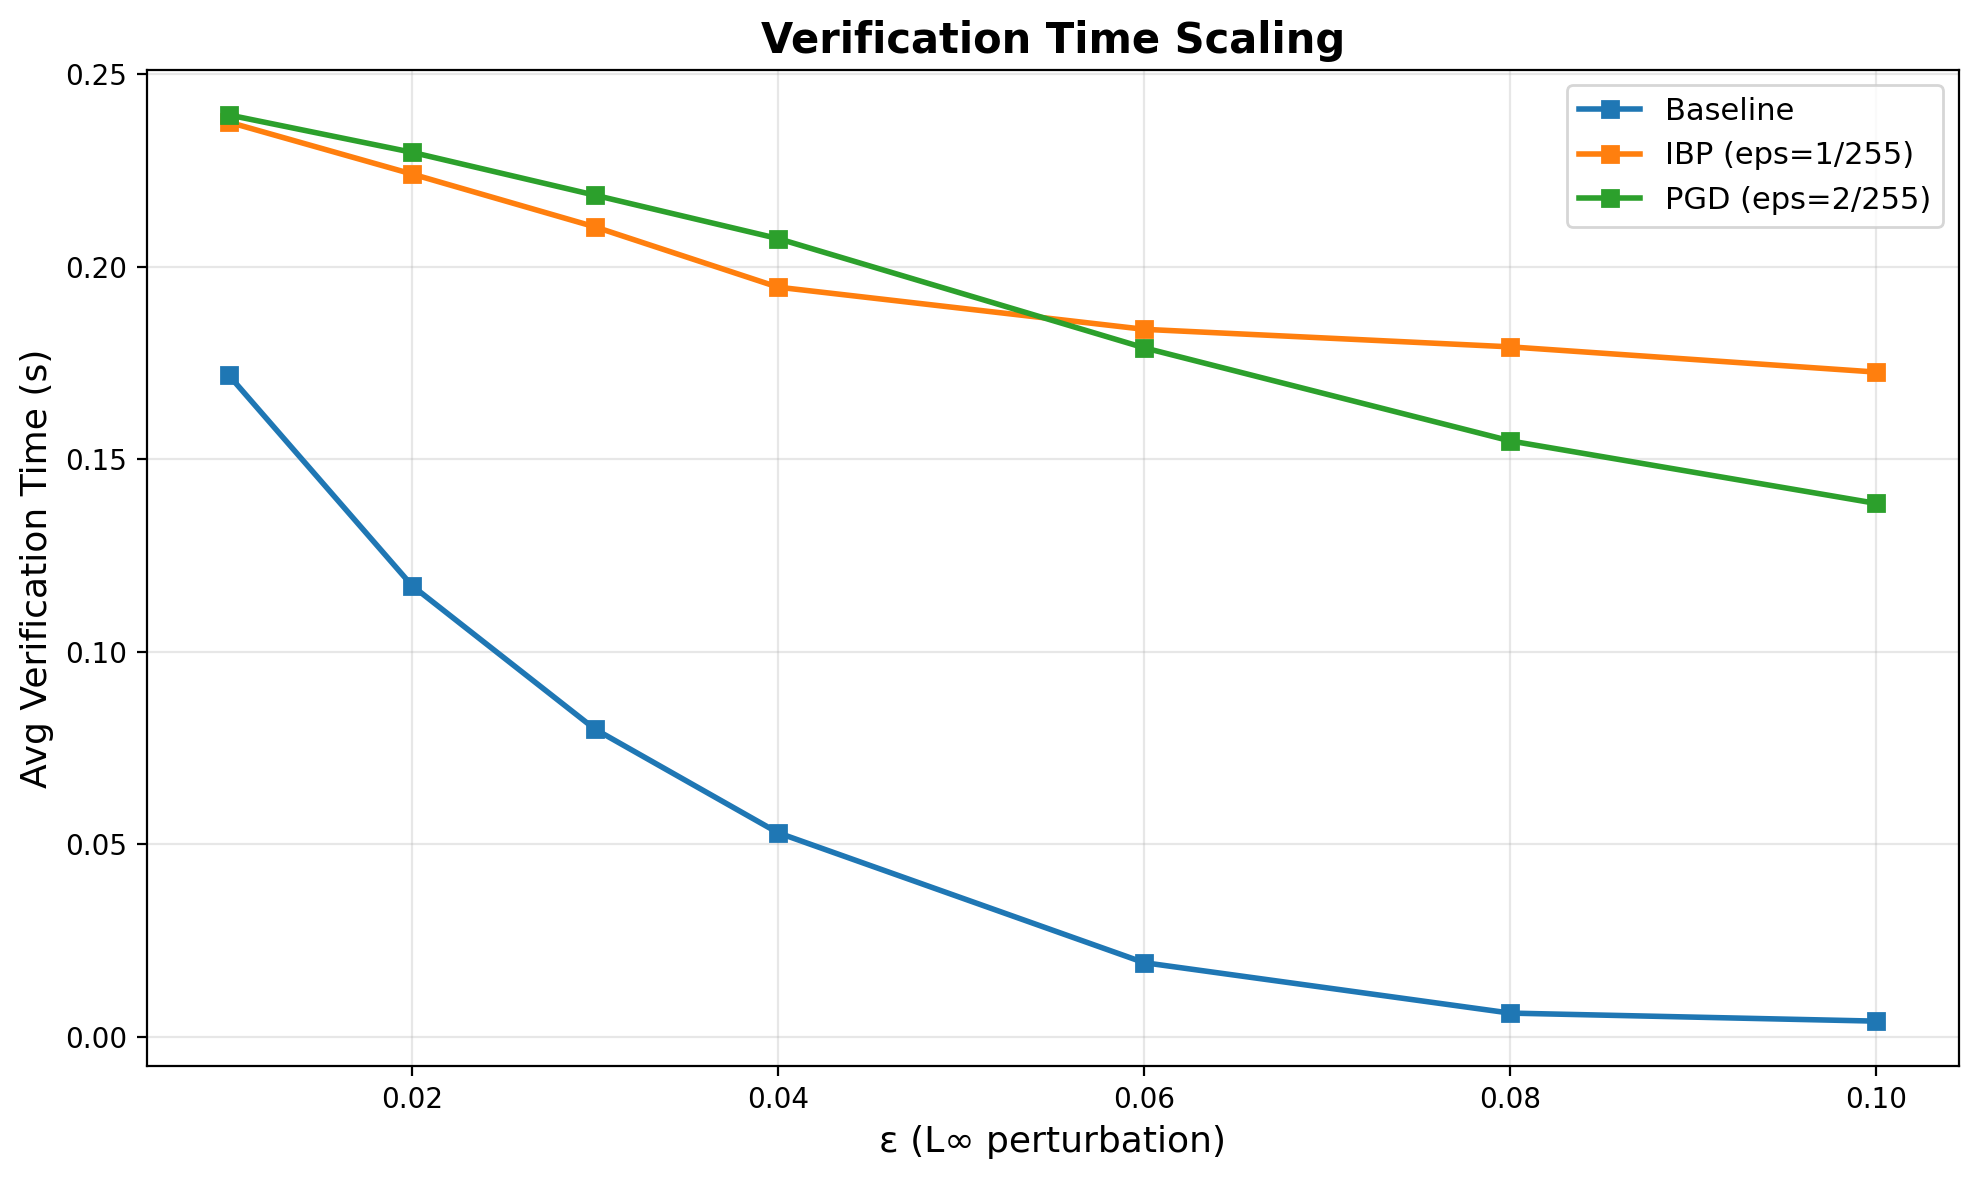 Verification Time Scaling
0.25
0.20
0.15
0.10
0.05
0.00
Avg Verification Time (s)
Baseline
IBP (eps=1/255)
PGD (eps=2/255)
0.02
0.04
0.06
0.08
0.10
ε (L∞ perturbation)